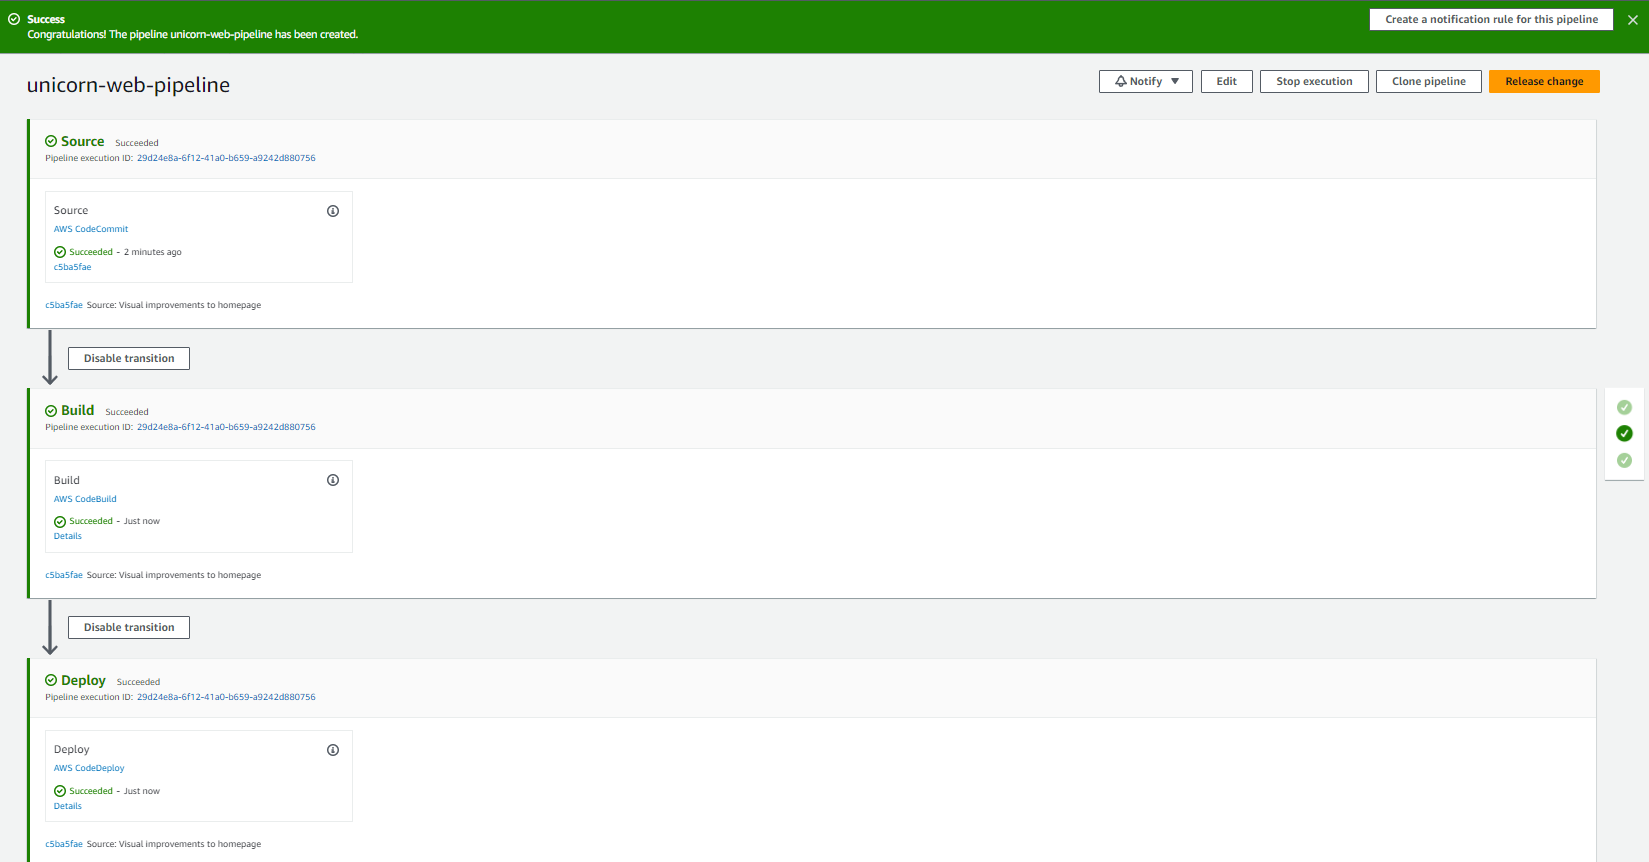 Success
Congratulations! The pipeline unicorn-web-pipeline has been created.
Create a notification rule for this pipeline
unicorn-web-pipeline
Notify
Edit
Stop execution
Clone pipeline
Release change
Source Succeeded
Pipeline execution ID: 29d24e8a-6f12-41a0-b659-a9242d880756
Source
AWS CodeCommit
Succeeded - 2 minutes ago
c5ba5fae
c5ba5fae Source: Visual improvements to homepage
Disable transition
Build Succeeded
Pipeline execution ID: 29d24e8a-6f12-41a0-b659-a9242d880756
Build
AWS CodeBuild
Succeeded - Just now
Details
c5ba5fae Source: Visual improvements to homepage
Disable transition
Deploy Succeeded
Pipeline execution ID: 29d24e8a-6f12-41a0-b659-a9242d880756
Deploy
AWS CodeDeploy
Succeeded - Just now
Details
c5ba5fae Source: Visual improvements to homepage